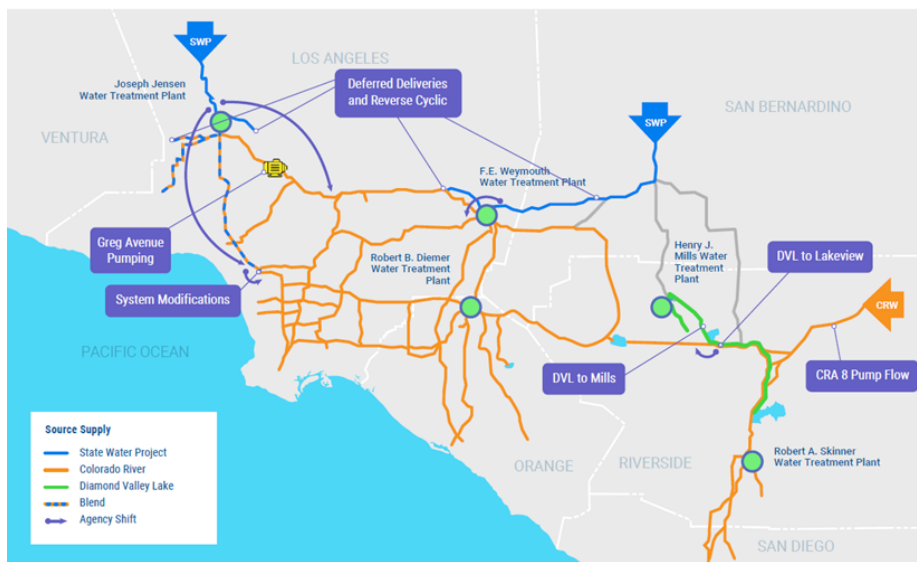 SWP
LOS ANGELES
Joseph Jensen
Water Treatment Plant
Deferred Deliveries
and Reverse Cyclic
SAN BERNARDINO
SWP
VENTURA
F.E. Weymouth
Water Treatment Plant
Greg Avenue
Pumping
Robert B. Diemer
Water Treatment
Plant
Henry J.
Mills Water
Treatment
Plant
DVL to Lakeview
System Modifications
CRW
PACIFIC OCEAN
DVL to Mills
CRA 8 Pump Flow
Source Supply
State Water Project
Colorado River
Diamond Valley Lake
Blend
Agency Shift
ORANGE
RIVERSIDE
Robert A. Skinner
Water Treatment Plant
SAN DIEGO